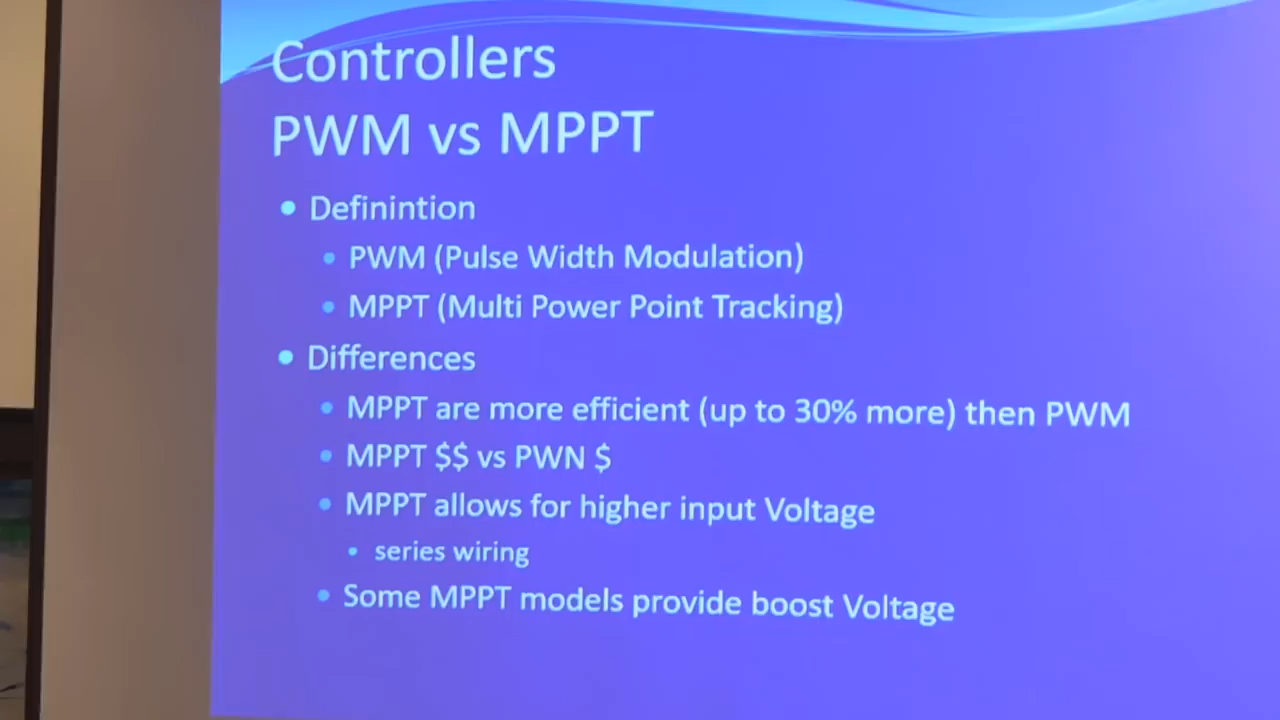 Controllers
PWM vs MPPT
• Definintion
• PWM (Pulse Width Modulation)
• MPPT (Multi Power Point Tracking)
• Differences
• MPPT are more efficient (up to 30% more) then PWM
• MPPT $$ vs PWN $
• MPPT allows for higher input Voltage
• series wiring
• Some MPPT models provide boost Voltage